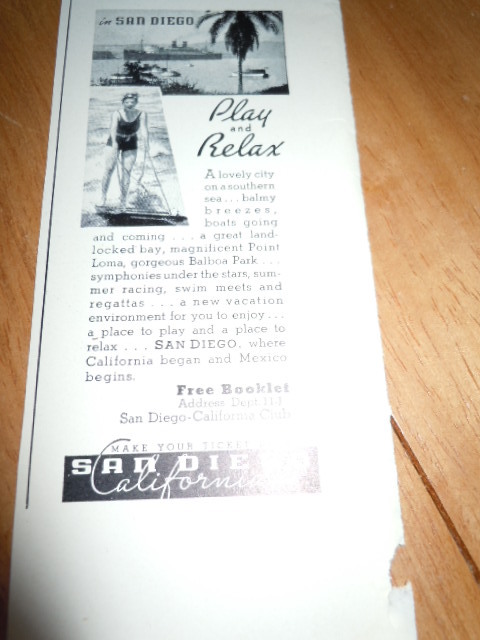 in SAN DIEGO
Play
and
Relax
A lovely city
on a southern
sea... balmy
breezes,
boats going
and coming ... a great land-
locked bay, magnificent Point
Loma, gorgeous Balboa Park ...
symphonies under the stars, sum-
mer racing, swim meets and
regattas ... a new vacation
environment for you to enjoy...
a place to play and a place to
relax ... SAN DIEGO, where
California began and Mexico
begins.
Free Booklet
Address Dept.
San Diego-California Club
MAKE YOUR TICKET
SAN DIEGO
California